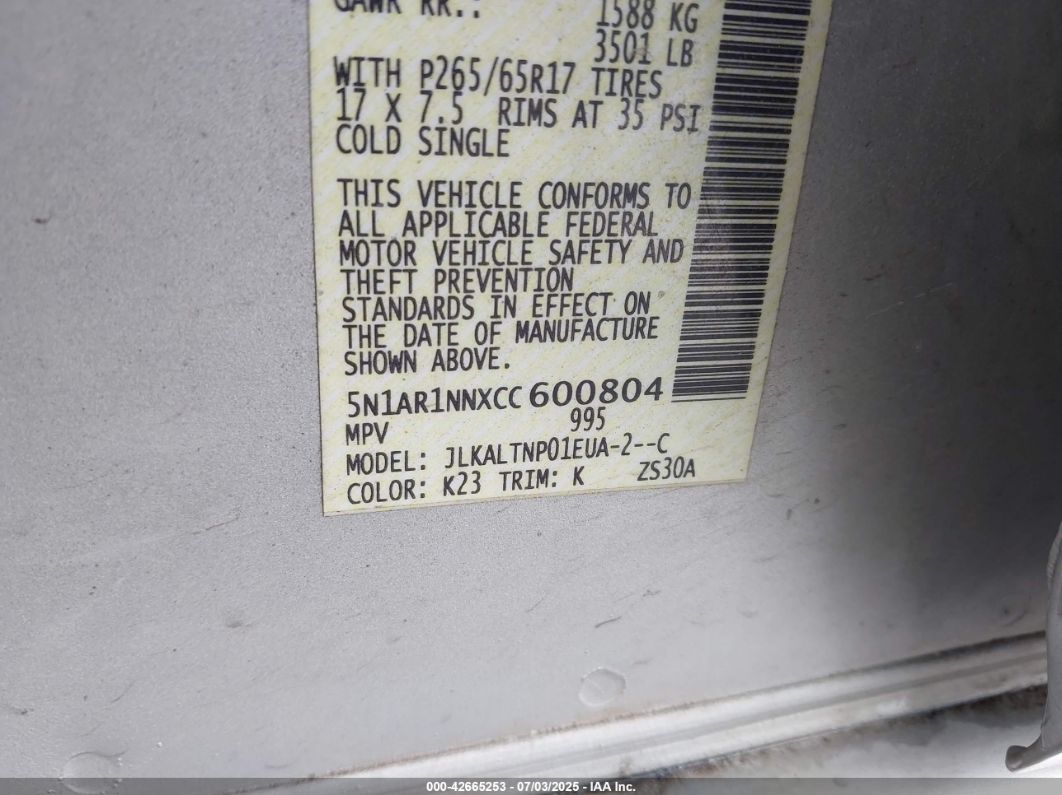 GAWR RR.: 1588 KG
3501 LB
WITH P265/65R17 TIRES
17 X 7.5 RIMS AT 35 PSI
COLD SINGLE
THIS VEHICLE CONFORMS TO
ALL APPLICABLE FEDERAL
MOTOR VEHICLE SAFETY AND
THEFT PREVENTION
STANDARDS IN EFFECT ON
THE DATE OF MANUFACTURE
SHOWN ABOVE.
5N1AR1NNXCC600804
MPV 995
MODEL: JLKALTNP01EUA-2--C
COLOR: K23 TRIM: K ZS30A
000-42665253 - 07/03/2025 - IAA Inc.